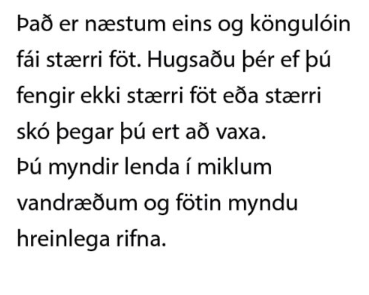 Það er næstum eins og köngulóin
fái stærri föt. Hugsaðu þér ef þú
fengir ekki stærri föt eða stærri
skó þegar þú ert að vaxa.
Þú myndir lenda í miklum
vandræðum og fötin myndu
hreinlega rifna.